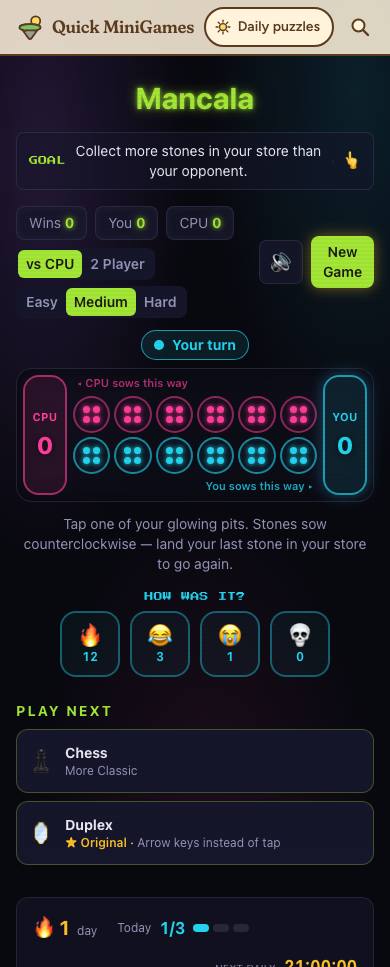 Quick MiniGames
Daily puzzles
Mancala
GOAL
Collect more stones in your store than
your opponent.
Wins 0
You 0
CPU 0
vs CPU
2 Player
Easy
Medium
Hard
New
Game
Your turn
CPU sows this way
CPU
0
YOU
0
You sows this way
Tap one of your glowing pits. Stones sow
counterclockwise — land your last stone in your store
to go again.
HOW WAS IT?
12
3
1
0
PLAY NEXT
Chess
More Classic
Duplex
Original · Arrow keys instead of tap
1 day
Today 1/3
NEXT DAILY 21:00:00